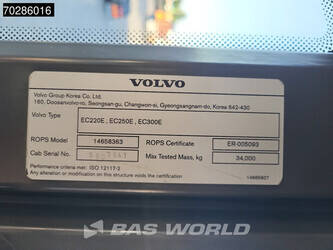 70286016
VOLVO
Volvo Group Korea Co., Ltd.
160, Doosanvolvo-ro, Seongsan-gu, Changwon-si, Gyeongsangnam-do, Korea 642-430
Volvo Type EC220E , EC250E , EC300E
ROPS Model 14658363 ROPS Certificate ER-005093
Cab Serial No. Max Tested Mass, kg 34,000
Performance criteria met: ISO 12117-2
Any alternation or modification on this structure voids the certification
14665807
BAS WORLD